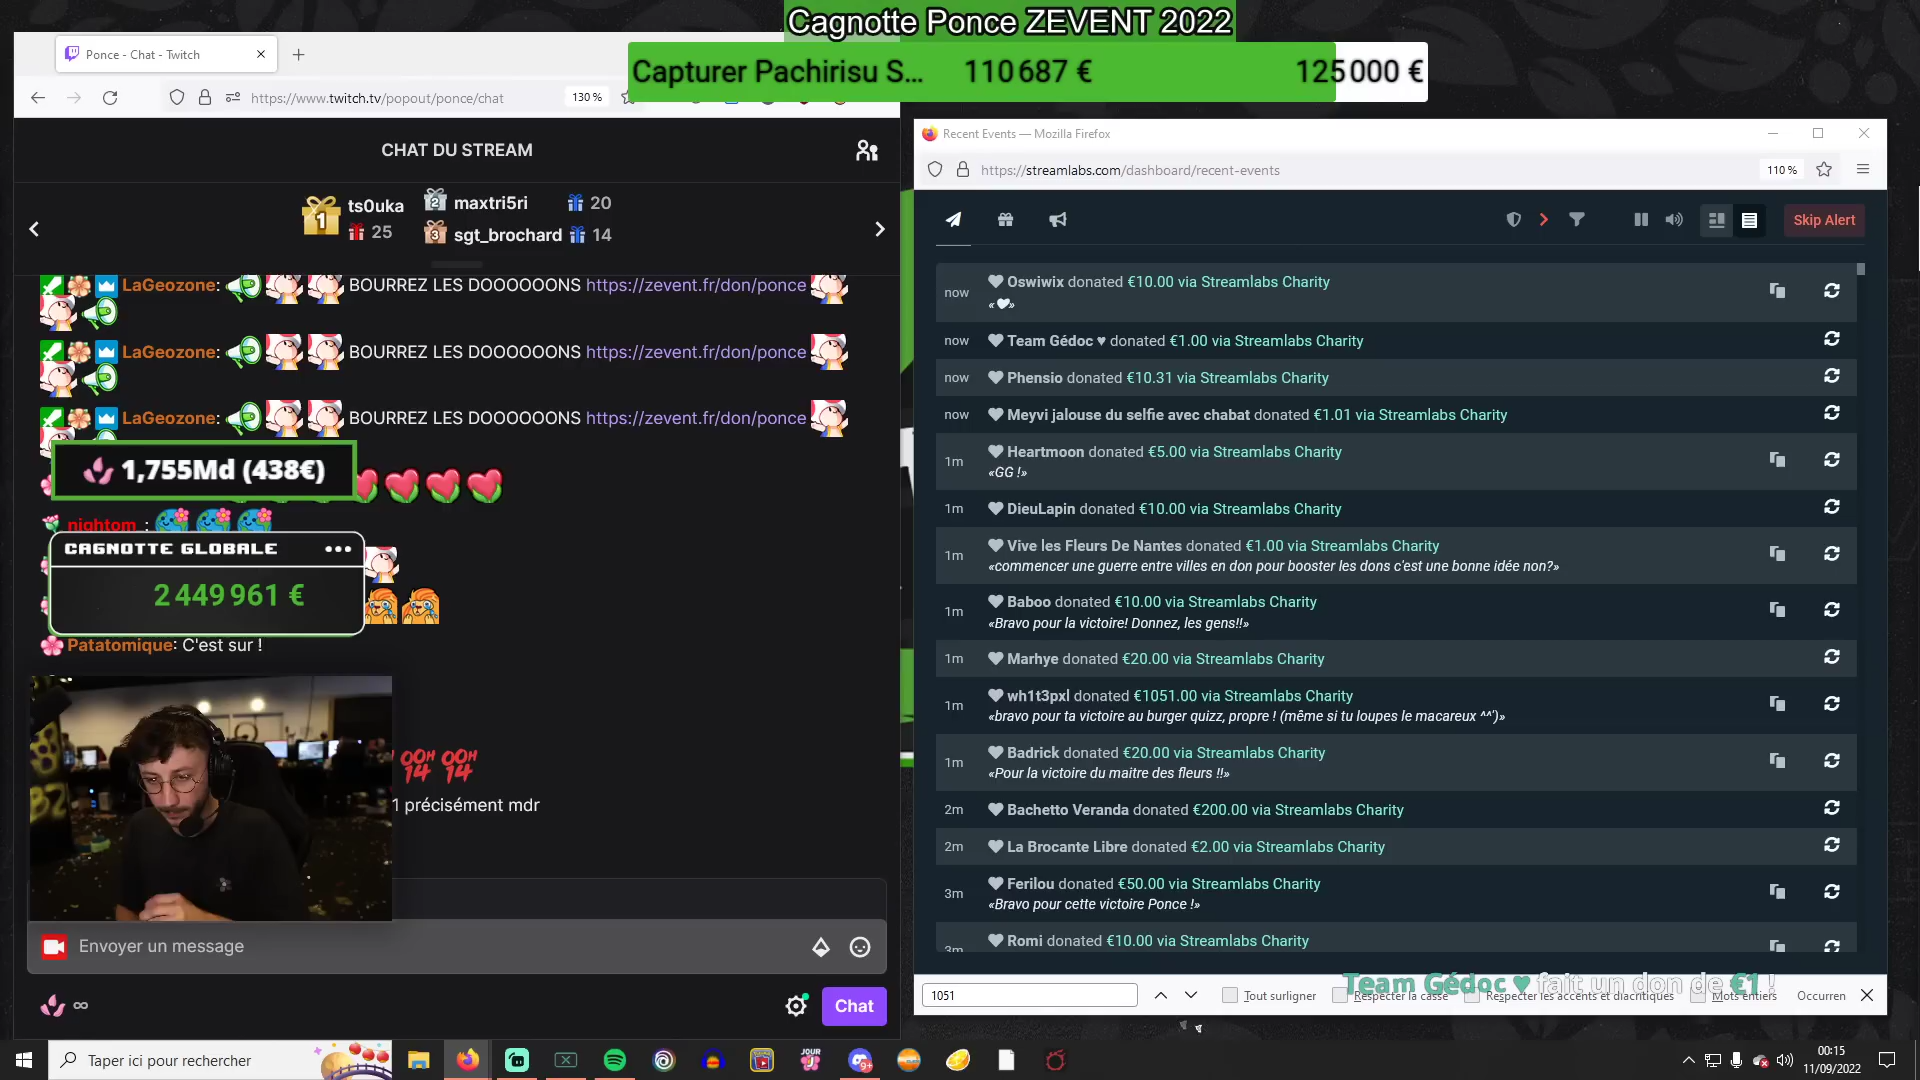 Cagnotte Ponce ZEVENT 2022
Capturer Pachirisu S... 110 687 € 125 000 €
Ponce - Chat - Twitch
https://www.twitch.tv/popout/ponce/chat
130 %
CHAT DU STREAM
1 ts0uka 25
2 maxtri5ri 20
3 sgt_brochard 14
LaGeozone: BOURREZ LES DOOOOOONS https://zevent.fr/don/ponce
LaGeozone: BOURREZ LES DOOOOOONS https://zevent.fr/don/ponce
LaGeozone: BOURREZ LES DOOOOOONS https://zevent.fr/don/ponce
1,755Md (438€)
nightom :
CAGNOTTE GLOBALE
2 449 961 €
Patatomique: C'est sur !
OOH OOH
14 14
1 précisément mdr
Envoyer un message
∞
Chat
Recent Events — Mozilla Firefox
https://streamlabs.com/dashboard/recent-events
110 %
Skip Alert
now Oswiwix donated €10.00 via Streamlabs Charity
«🤍»
now Team Gédoc ♥ donated €1.00 via Streamlabs Charity
now Phensio donated €10.31 via Streamlabs Charity
now Meyvi jalouse du selfie avec chabat donated €1.01 via Streamlabs Charity
1m Heartmoon donated €5.00 via Streamlabs Charity
«GG !»
1m DieuLapin donated €10.00 via Streamlabs Charity
1m Vive les Fleurs De Nantes donated €1.00 via Streamlabs Charity
«commencer une guerre entre villes en don pour booster les dons c'est une bonne idée non?»
1m Baboo donated €10.00 via Streamlabs Charity
«Bravo pour la victoire! Donnez, les gens!!»
1m Marhye donated €20.00 via Streamlabs Charity
1m wh1t3pxl donated €1051.00 via Streamlabs Charity
«bravo pour ta victoire au burger quizz, propre ! (même si tu loupes le macareux ^^')»
1m Badrick donated €20.00 via Streamlabs Charity
«Pour la victoire du maitre des fleurs !!»
2m Bachetto Veranda donated €200.00 via Streamlabs Charity
2m La Brocante Libre donated €2.00 via Streamlabs Charity
3m Ferilou donated €50.00 via Streamlabs Charity
«Bravo pour cette victoire Ponce !»
3m Romi donated €10.00 via Streamlabs Charity
Team Gédoc ♥ fait un don de €1 !
1051
Tout surligner
Respecter la casse
Respecter les accents et diacritiques
Mots entiers
Occurren
Taper ici pour rechercher
JOUR
9+
00:15
11/09/2022